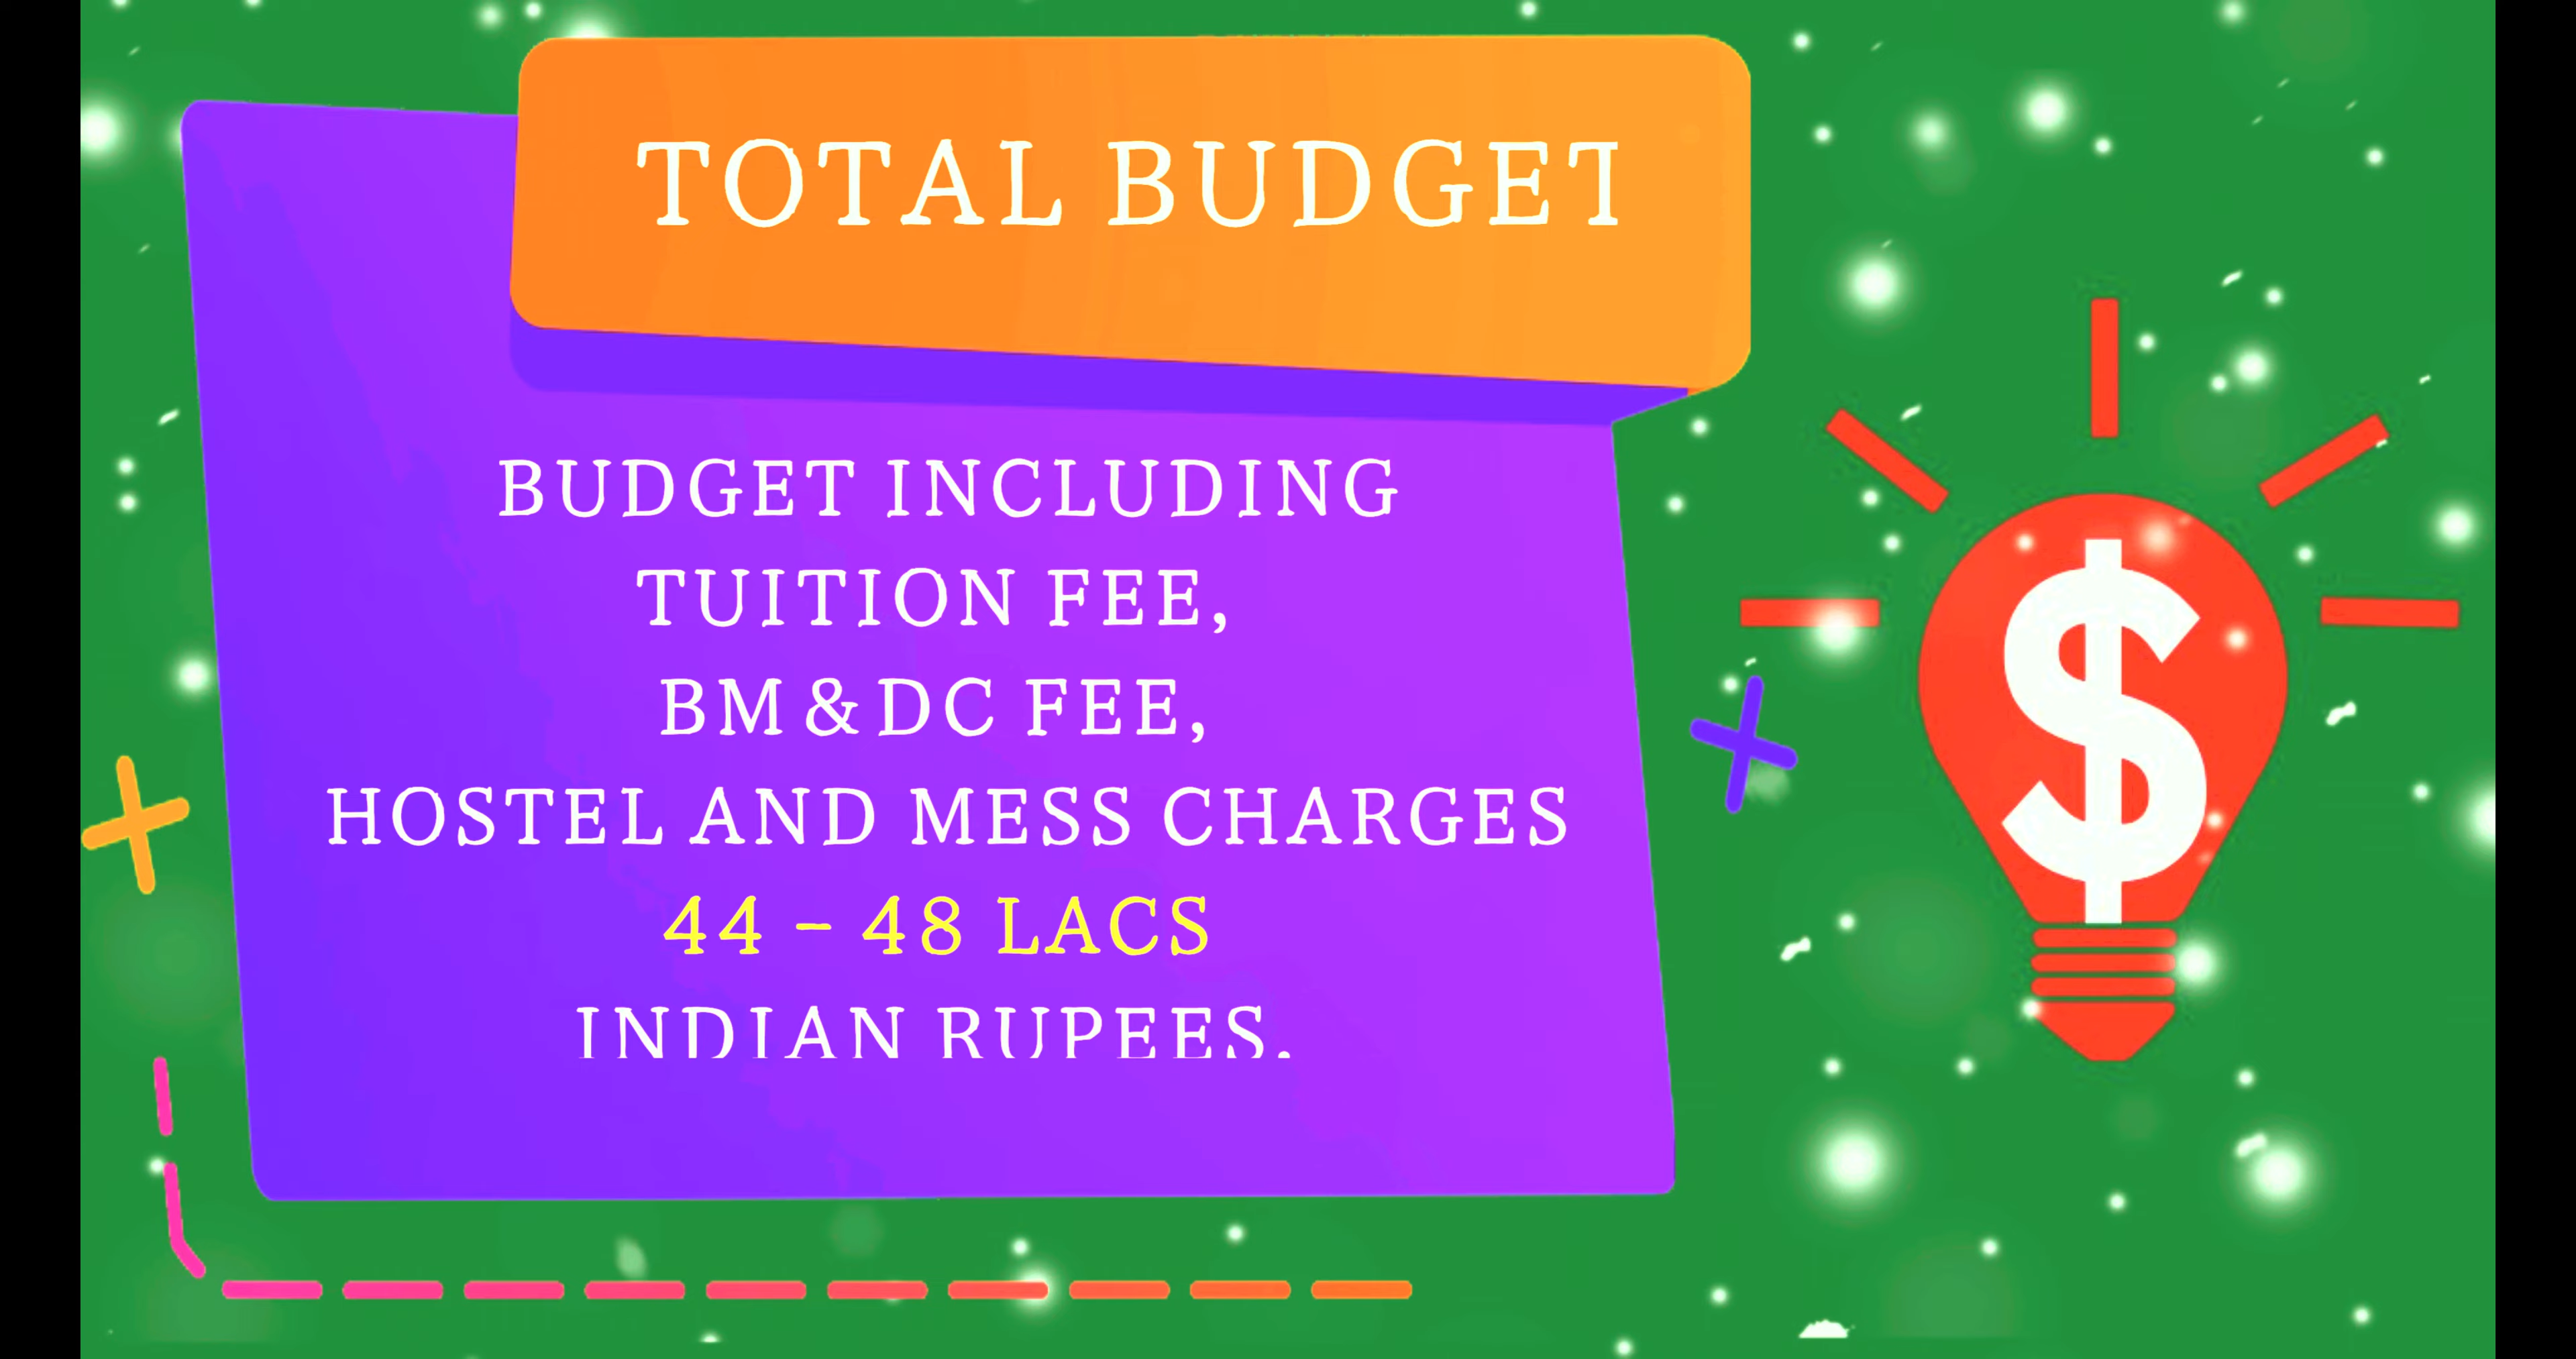 TOTAL BUDGET
BUDGET INCLUDING
TUITION FEE,
BM&DC FEE,
HOSTEL AND MESS CHARGES
44 - 48 LACS
INDIAN RUPEES.
$